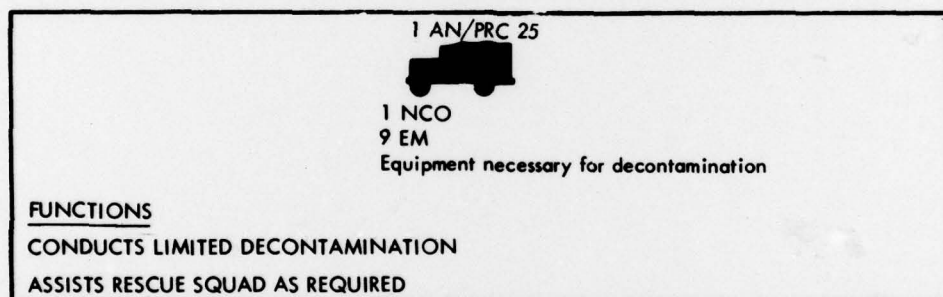 1 AN/PRC 25
1 NCO
9 EM
Equipment necessary for decontamination
FUNCTIONS
CONDUCTS LIMITED DECONTAMINATION
ASSISTS RESCUE SQUAD AS REQUIRED